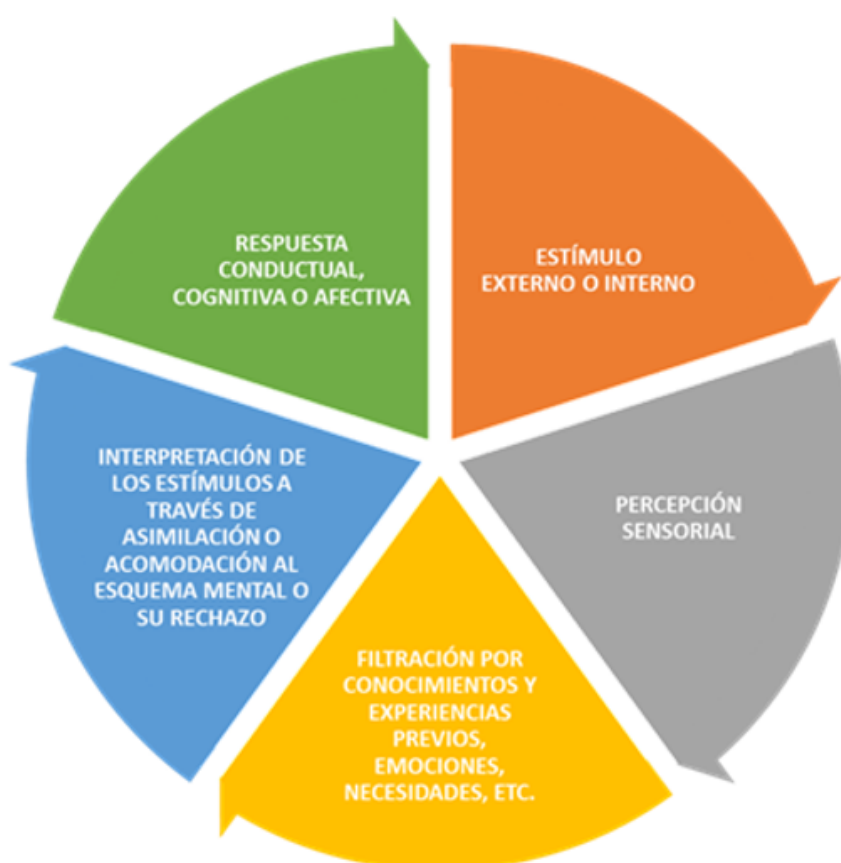 ESTÍMULO
EXTERNO O INTERNO
PERCEPCIÓN
SENSORIAL
FILTRACIÓN POR
CONOCIMIENTOS Y
EXPERIENCIAS
PREVIOS,
EMOCIONES,
NECESIDADES, ETC.
INTERPRETACIÓN DE
LOS ESTÍMULOS A
TRAVÉS DE
ASIMILACIÓN O
ACOMODACIÓN AL
ESQUEMA MENTAL O
SU RECHAZO
RESPUESTA
CONDUCTUAL,
COGNITIVA O AFECTIVA